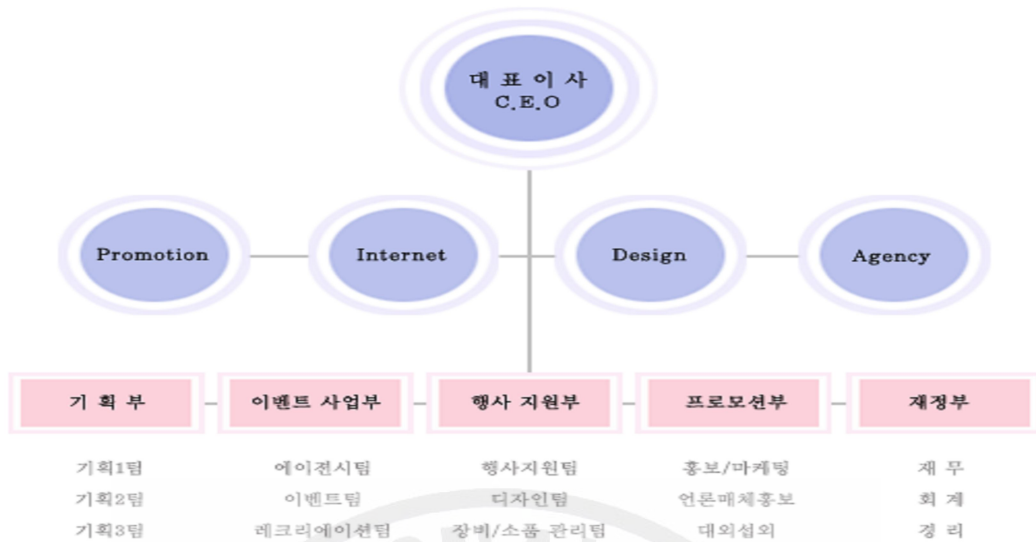 대 표 이 사
C.E.O
Promotion
Internet
Design
Agency
기 획 부
이벤트 사업부
행사 지원부
프로모션부
재정부
기획1팀
에이젼시팀
행사지원팀
홍보/마케팅
재 무
기획2팀
이벤트팀
디자인팀
언론매체홍보
회 계
기획3팀
레크리에이션팀
장비/소품 관리팀
대외섭외
경 리